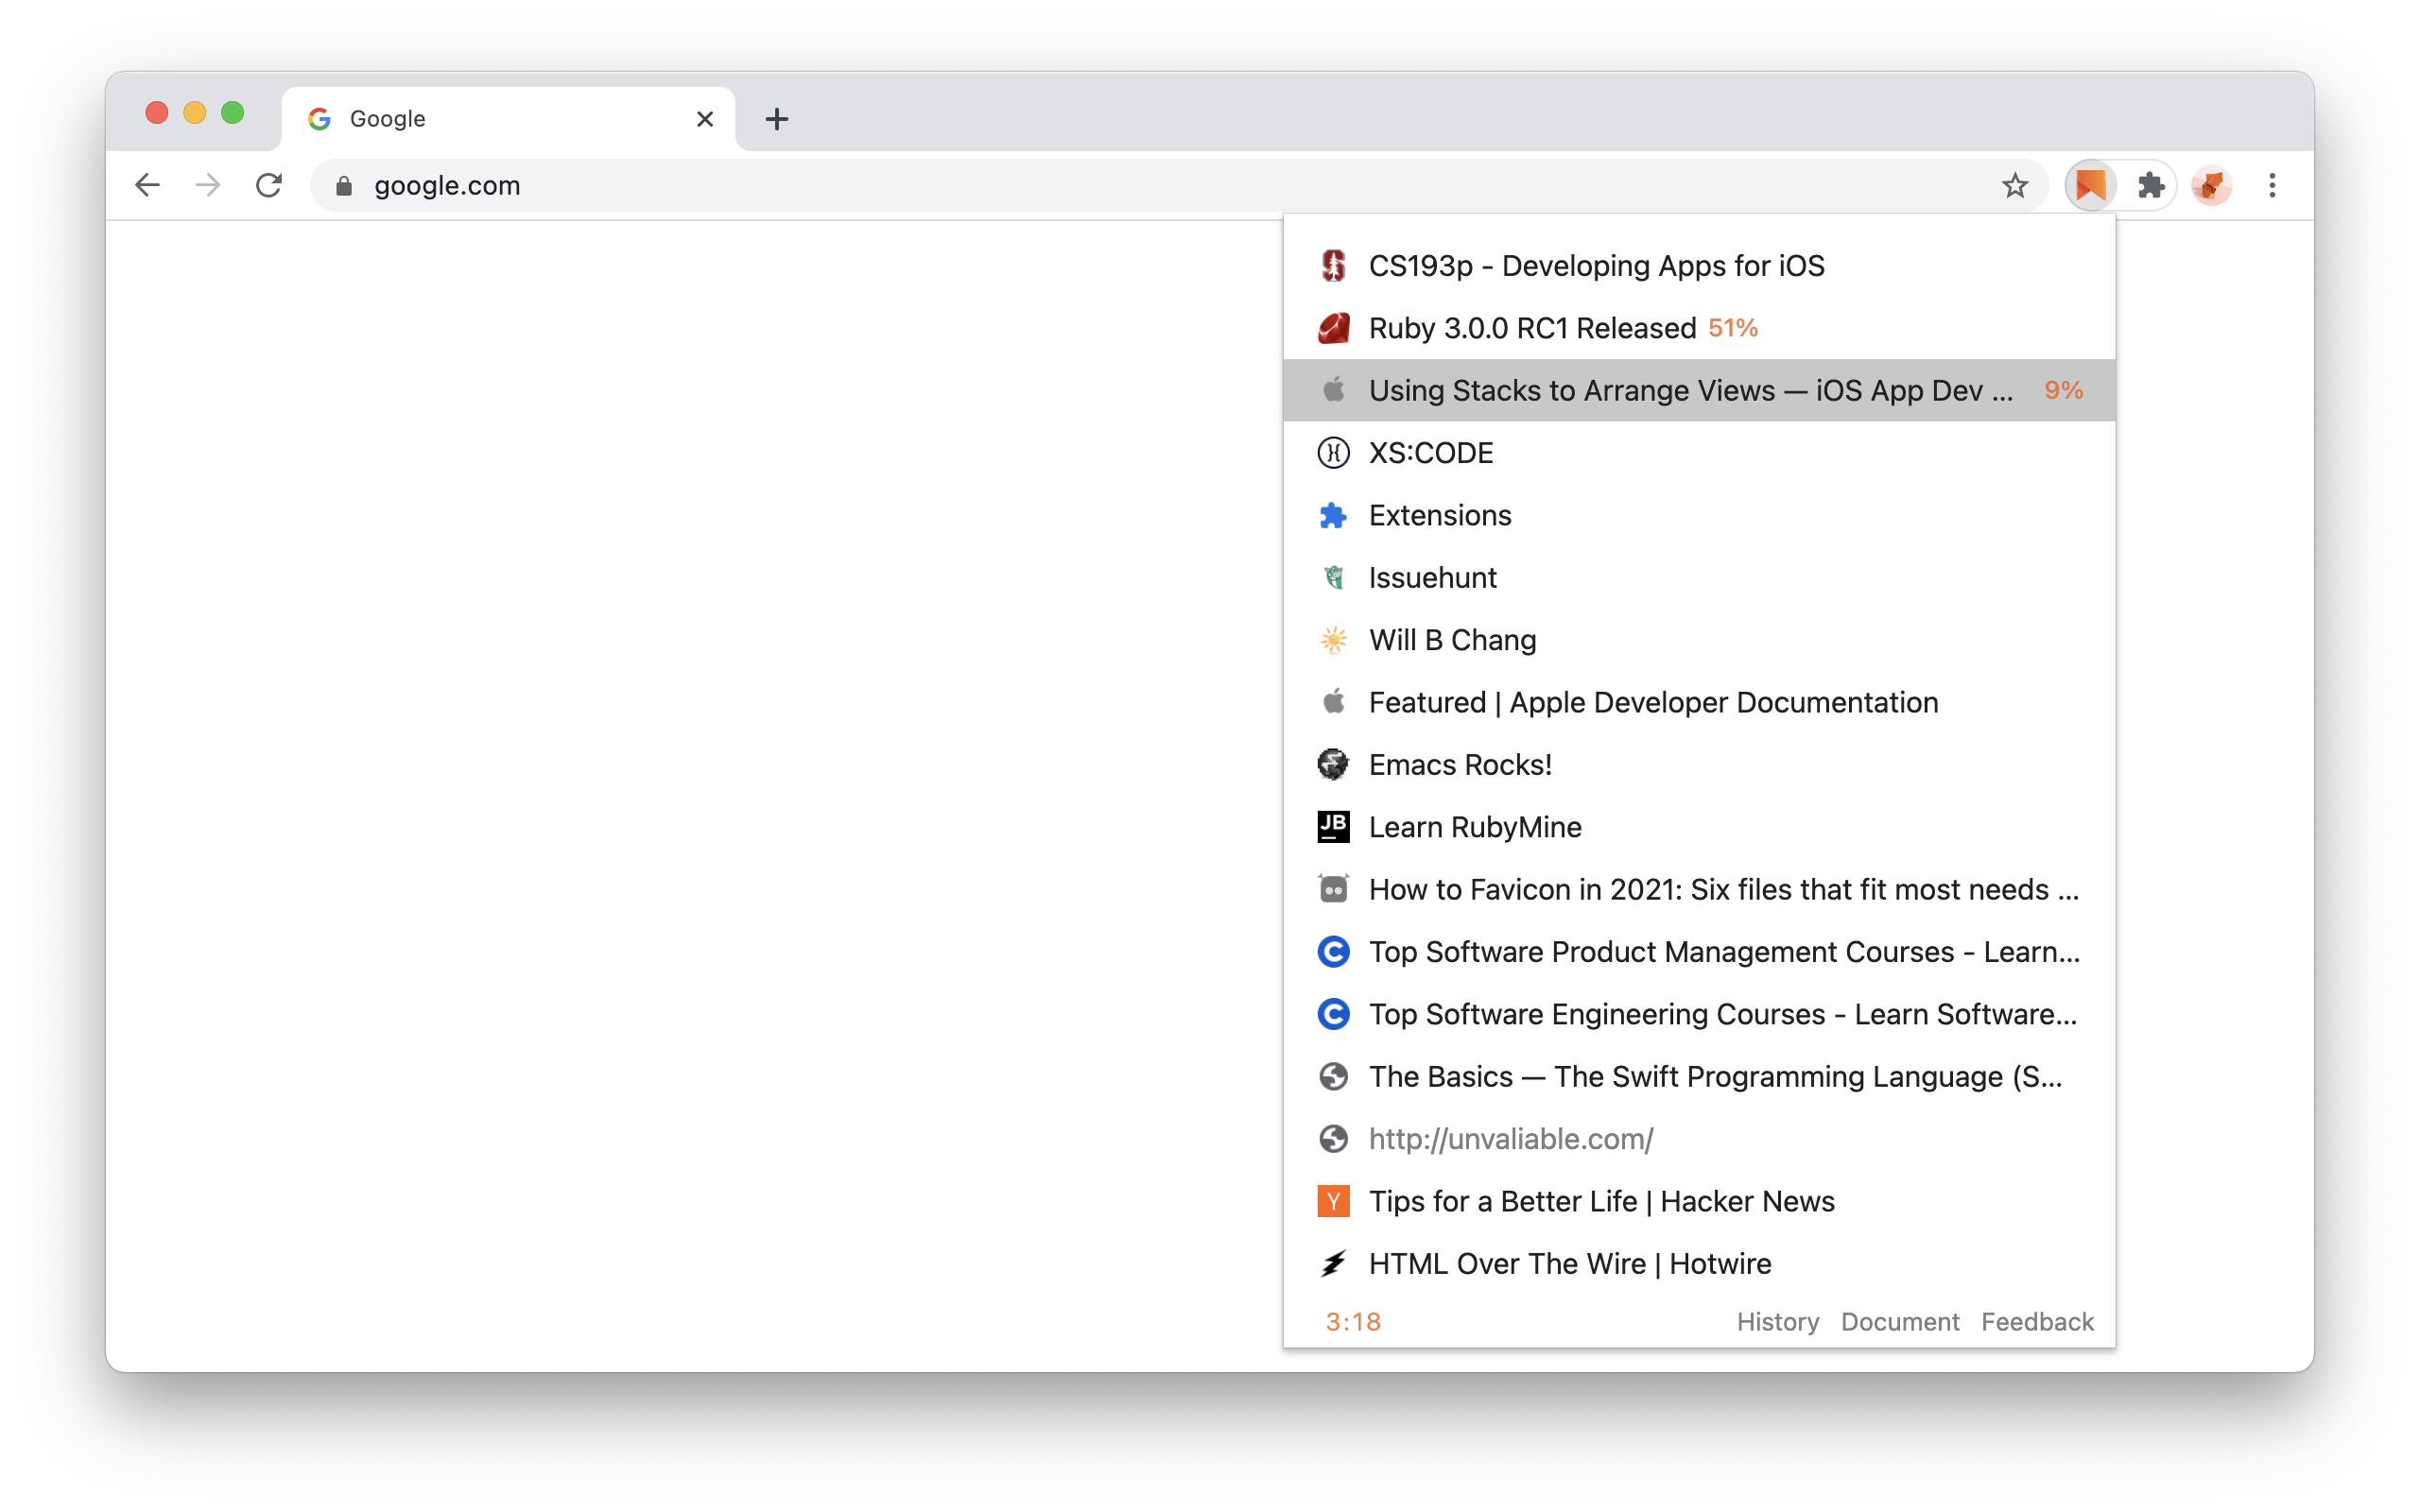 Google
google.com
CS193p - Developing Apps for iOS
Ruby 3.0.0 RC1 Released 51%
Using Stacks to Arrange Views — iOS App Dev ... 9%
XS:CODE
Extensions
Issuehunt
Will B Chang
Featured | Apple Developer Documentation
Emacs Rocks!
JB Learn RubyMine
How to Favicon in 2021: Six files that fit most needs ...
Top Software Product Management Courses - Learn...
Top Software Engineering Courses - Learn Software...
The Basics — The Swift Programming Language (S...
http://unvaliable.com/
Y Tips for a Better Life | Hacker News
HTML Over The Wire | Hotwire
3:18 History Document Feedback